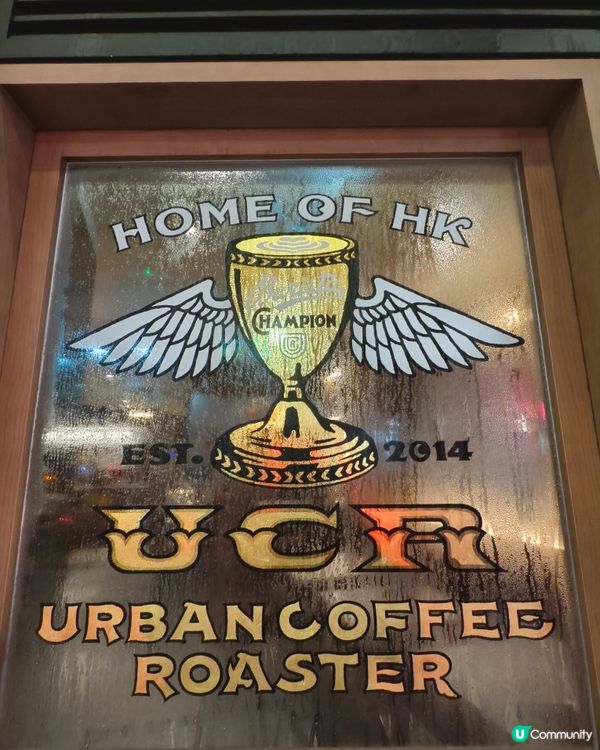 HOME OF HK
CHAMPION
EST. 2014
UCR
URBAN COFFEE
ROASTER
U Community